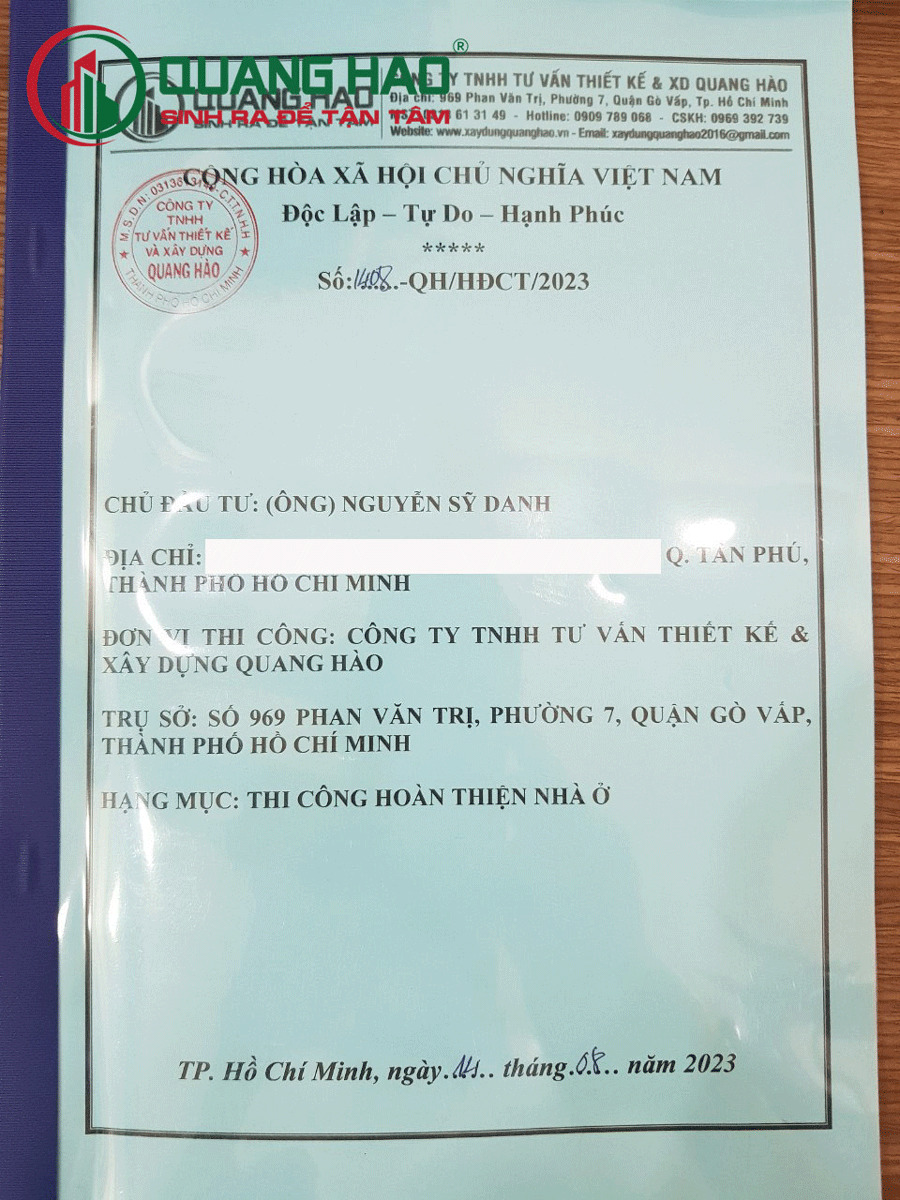 QUANG HAO®
SINH RA ĐỂ TẬN TÂM
CÔNG TY TNHH TƯ VẤN THIẾT KẾ & XD QUANG HÀO
Địa chỉ: 969 Phan Văn Trị, Phường 7, Quận Gò Vấp, Tp. Hồ Chí Minh
61 31 49 - Hotline: 0909 789 068 - CSKH: 0969 392 739
Website: www.xaydungquanghao.vn - Email: xaydungquanghao2016@gmail.com
CỘNG HÒA XÃ HỘI CHỦ NGHĨA VIỆT NAM
Độc Lập – Tự Do – Hạnh Phúc
*****
Số:1408.-QH/HĐCT/2023
M.S.D.N: C.T.T.N.H.H
CÔNG TY
TNHH
TƯ VẤN THIẾT KẾ
VÀ XÂY DỰNG
QUANG HÀO
THÀNH PHỐ HỒ CHÍ MINH
CHỦ ĐẦU TƯ: (ÔNG) NGUYỄN SỸ DANH
ĐỊA CHỈ: Q. TÂN PHÚ,
THÀNH PHỐ HỒ CHÍ MINH
ĐƠN VỊ THI CÔNG: CÔNG TY TNHH TƯ VẤN THIẾT KẾ &
XÂY DỰNG QUANG HÀO
TRỤ SỞ: SỐ 969 PHAN VĂN TRỊ, PHƯỜNG 7, QUẬN GÒ VẤP,
THÀNH PHỐ HỒ CHÍ MINH
HẠNG MỤC: THI CÔNG HOÀN THIỆN NHÀ Ở
TP. Hồ Chí Minh, ngày.14.. tháng.08.. năm 2023